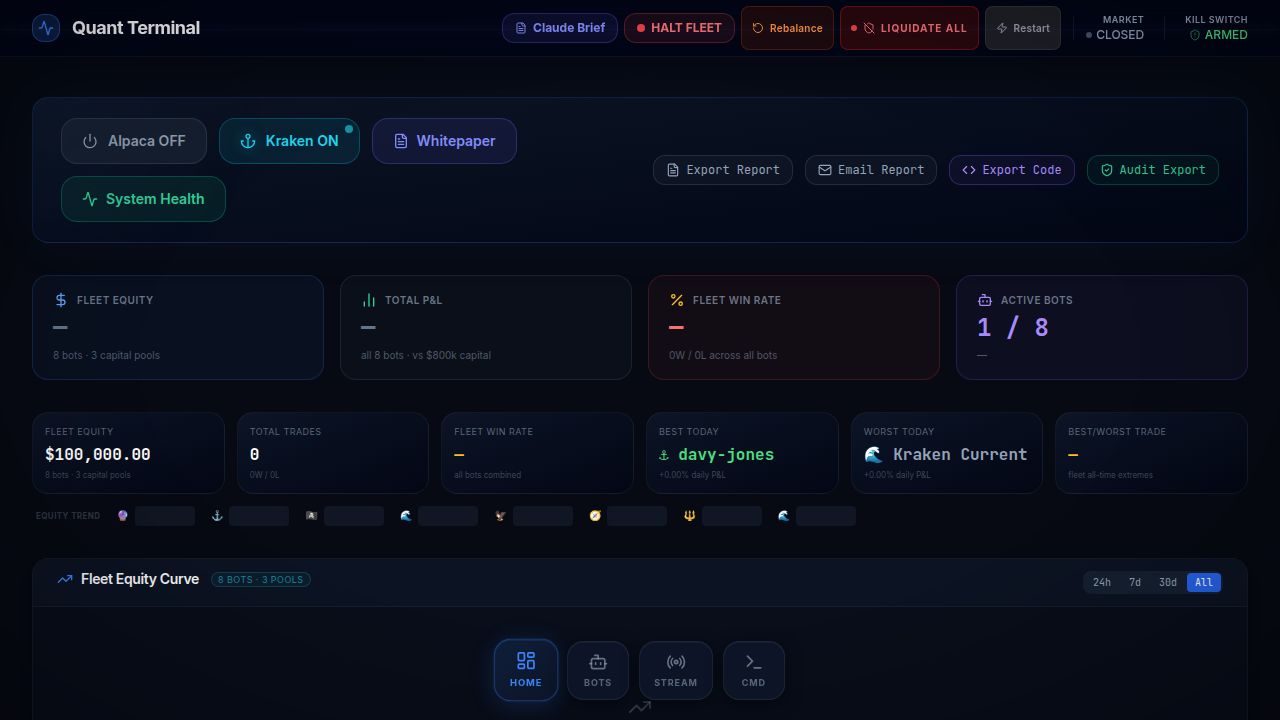 Quant Terminal
Claude Brief
HALT FLEET
Rebalance
LIQUIDATE ALL
Restart
MARKET
CLOSED
KILL SWITCH
ARMED
Alpaca OFF
Kraken ON
Whitepaper
System Health
Export Report
Email Report
Export Code
Audit Export
FLEET EQUITY
—
8 bots · 3 capital pools
TOTAL P&L
—
all 8 bots · vs $800k capital
FLEET WIN RATE
—
0W / 0L across all bots
ACTIVE BOTS
1 / 8
—
FLEET EQUITY
$100,000.00
8 bots · 3 capital pools
TOTAL TRADES
0
0W / 0L
FLEET WIN RATE
—
all bots combined
BEST TODAY
⚓ davy-jones
+0.00% daily P&L
WORST TODAY
🌊 Kraken Current
+0.00% daily P&L
BEST/WORST TRADE
—
fleet all-time extremes
EQUITY TREND
Fleet Equity Curve
8 BOTS · 3 POOLS
24h
7d
30d
All
HOME
BOTS
STREAM
CMD